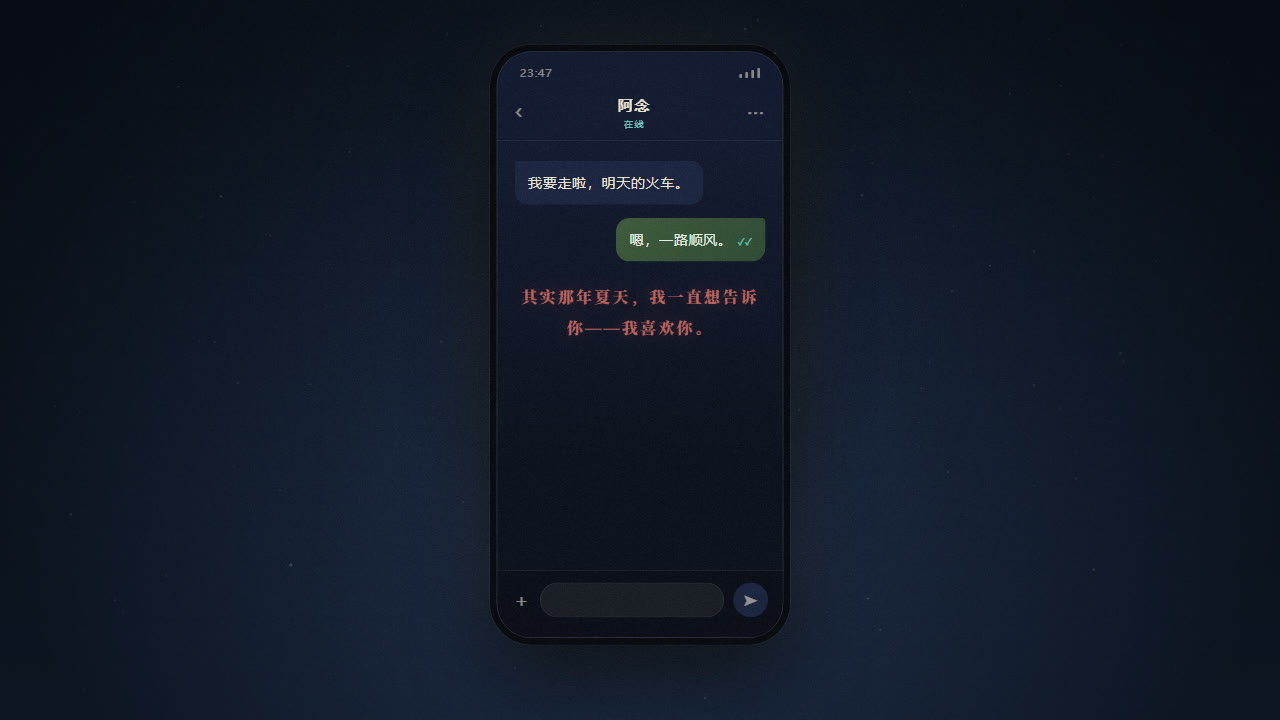 23:47
阿念
在线
我要走啦，明天的火车。
嗯，一路顺风。
其实那年夏天，我一直想告诉
你——我喜欢你。